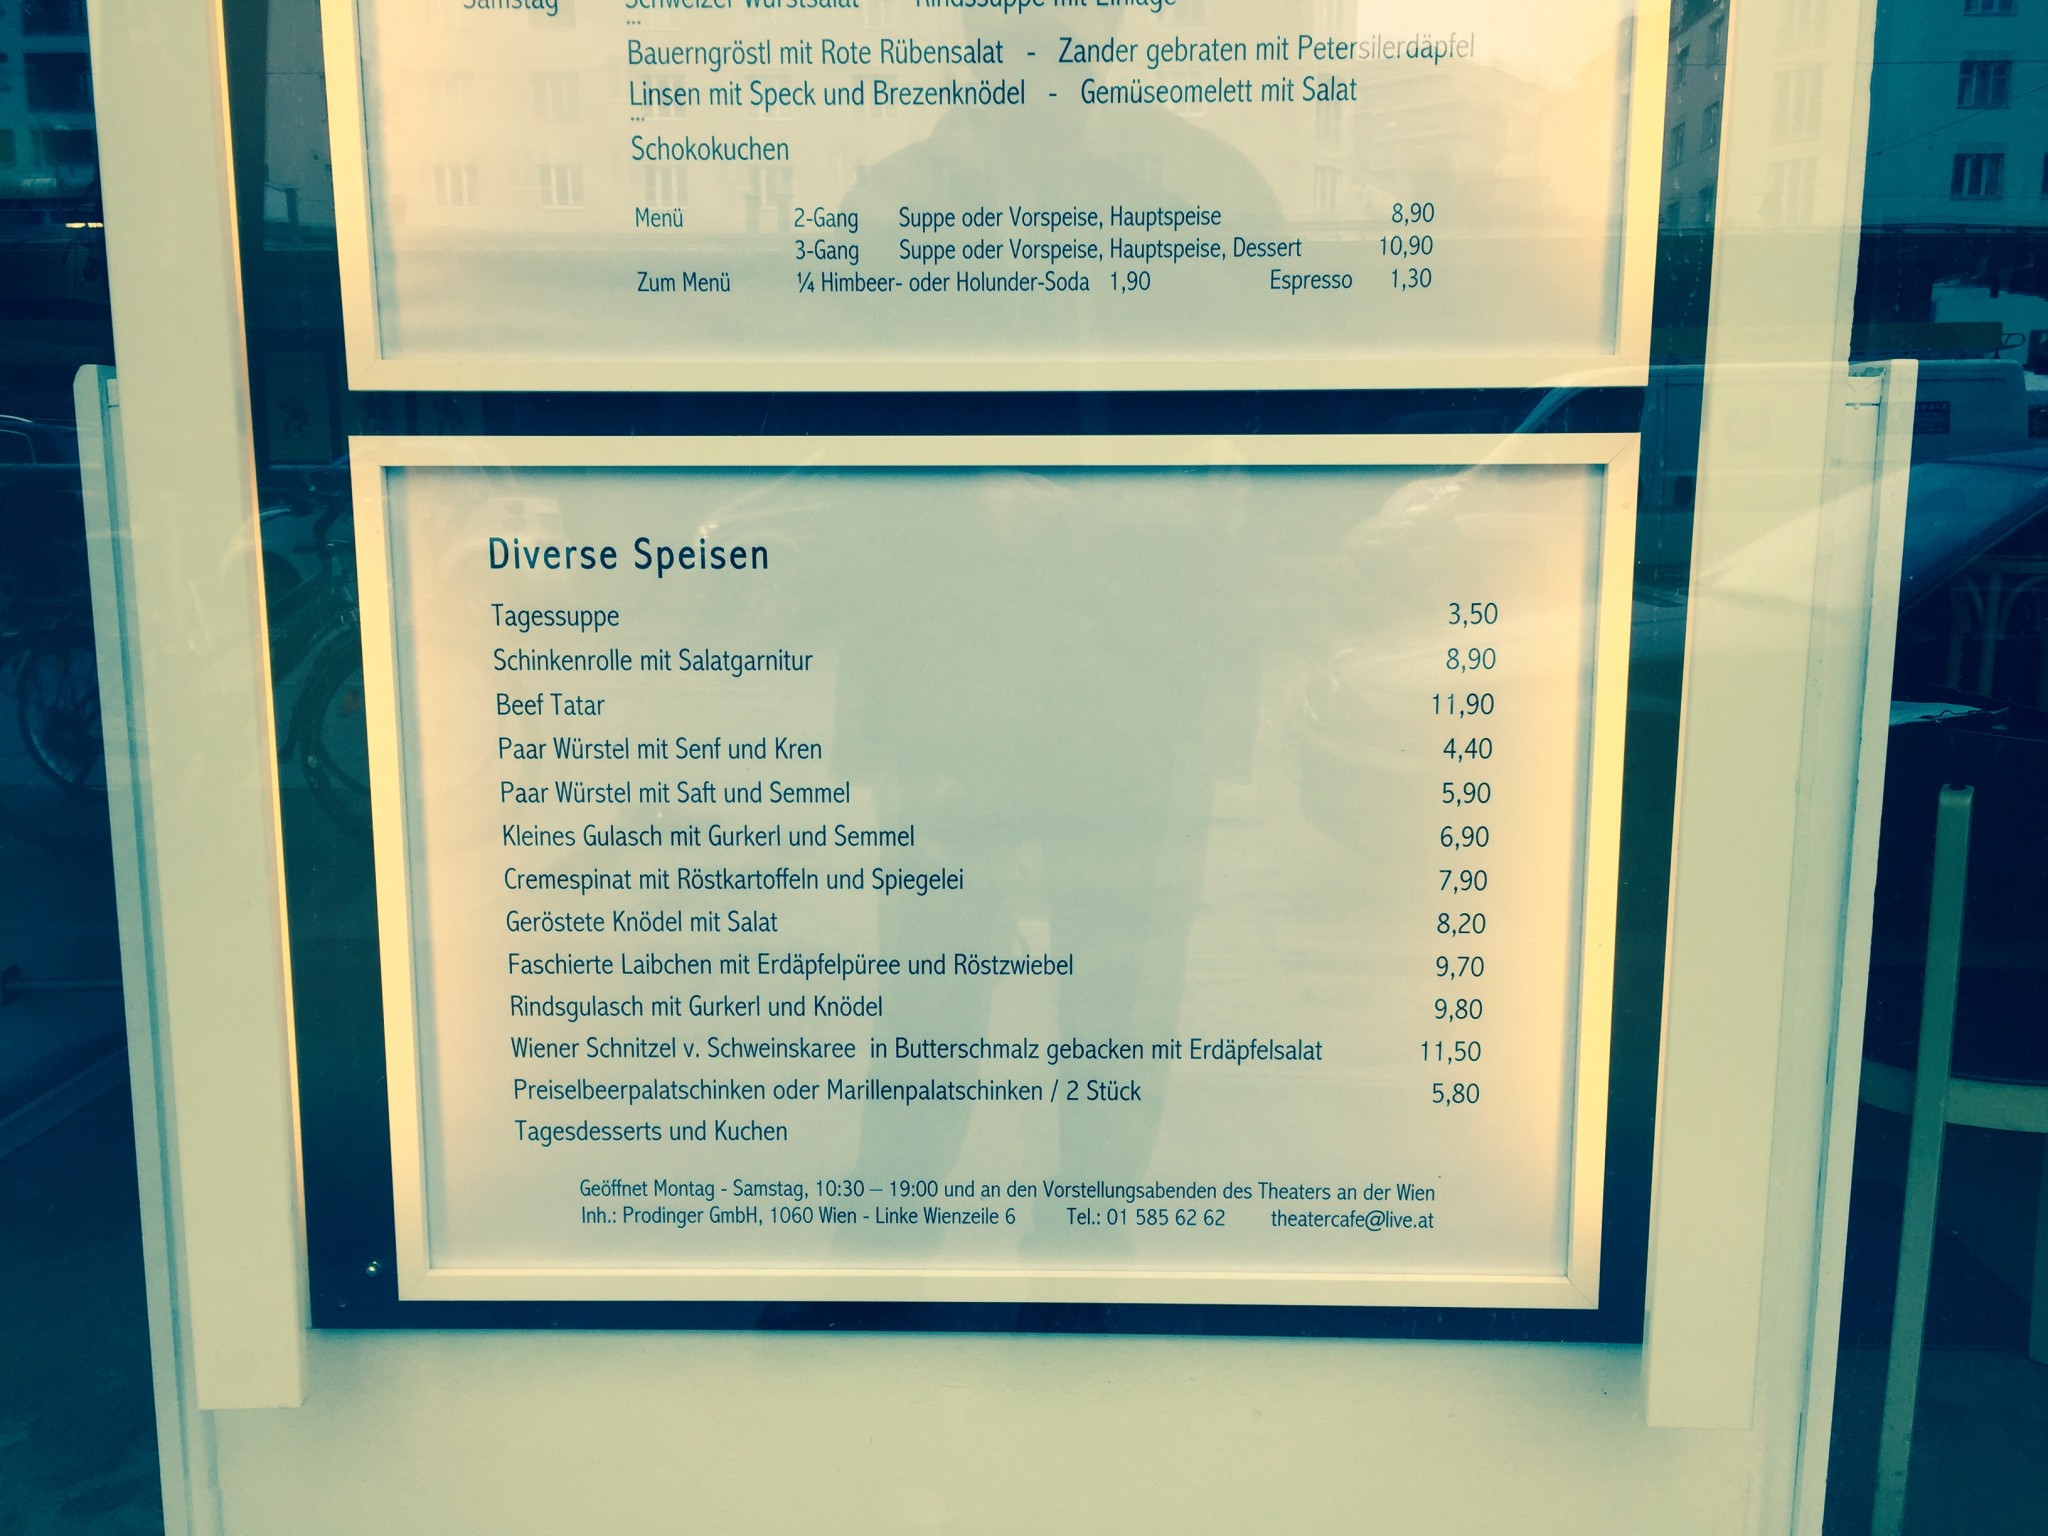 Samstag Schweizer Wurstsalat - Rindssuppe mit Einlage
...
Bauerngröstl mit Rote Rübensalat - Zander gebraten mit Petersilerdäpfel
Linsen mit Speck und Brezenknödel - Gemüseomelett mit Salat
...
Schokokuchen
Menü 2-Gang Suppe oder Vorspeise, Hauptspeise 8,90
3-Gang Suppe oder Vorspeise, Hauptspeise, Dessert 10,90
Zum Menü ¼ Himbeer- oder Holunder-Soda 1,90 Espresso 1,30
Diverse Speisen
Tagessuppe 3,50
Schinkenrolle mit Salatgarnitur 8,90
Beef Tatar 11,90
Paar Würstel mit Senf und Kren 4,40
Paar Würstel mit Saft und Semmel 5,90
Kleines Gulasch mit Gurkerl und Semmel 6,90
Cremespinat mit Röstkartoffeln und Spiegelei 7,90
Geröstete Knödel mit Salat 8,20
Faschierte Laibchen mit Erdäpfelpüree und Röstzwiebel 9,70
Rindsgulasch mit Gurkerl und Knödel 9,80
Wiener Schnitzel v. Schweinskaree in Butterschmalz gebacken mit Erdäpfelsalat 11,50
Preiselbeerpalatschinken oder Marillenpalatschinken / 2 Stück 5,80
Tagesdesserts und Kuchen
Geöffnet Montag - Samstag, 10:30 – 19:00 und an den Vorstellungsabenden des Theaters an der Wien
Inh.: Prodinger GmbH, 1060 Wien - Linke Wienzeile 6 Tel.: 01 585 62 62 theatercafe@live.at